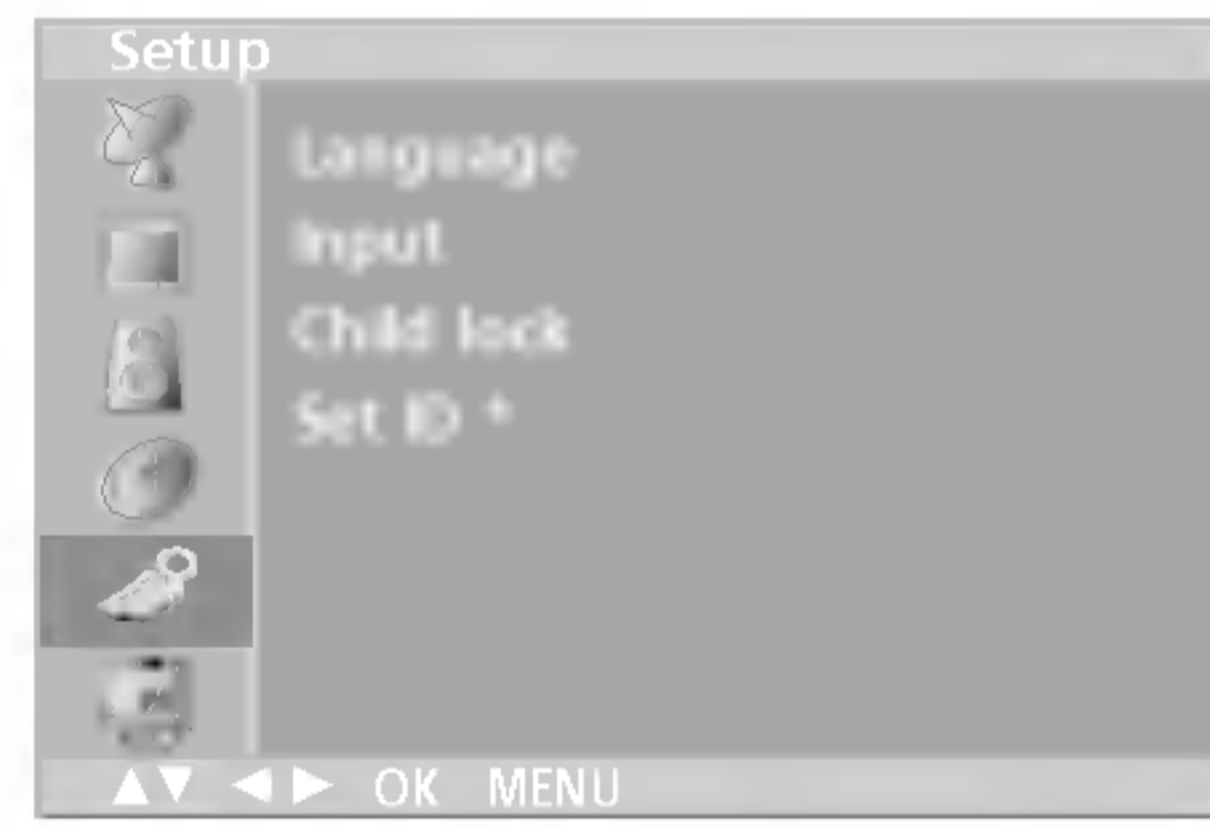 Setup
Language
Input
Child lock
Set ID *
▲▼ ◀ ▶ OK MENU